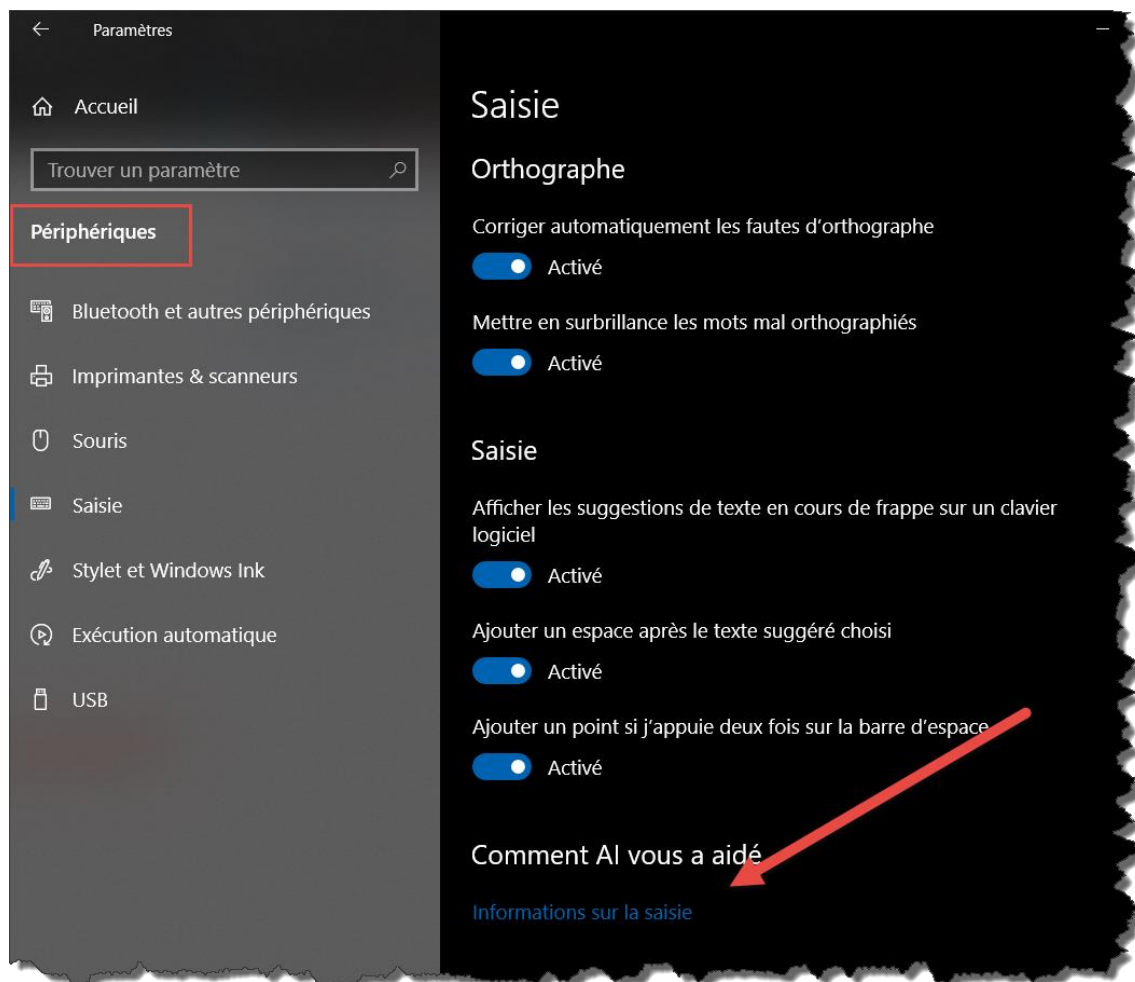 Paramètres
Accueil
Trouver un paramètre
Périphériques
Bluetooth et autres périphériques
Imprimantes & scanneurs
Souris
Saisie
Stylet et Windows Ink
Exécution automatique
USB
Saisie
Orthographe
Corriger automatiquement les fautes d’orthographe
Activé
Mettre en surbrillance les mots mal orthographiés
Activé
Saisie
Afficher les suggestions de texte en cours de frappe sur un clavier
logiciel
Activé
Ajouter un espace après le texte suggéré choisi
Activé
Ajouter un point si j’appuie deux fois sur la barre d’espace
Activé
Comment AI vous a aidé
Informations sur la saisie